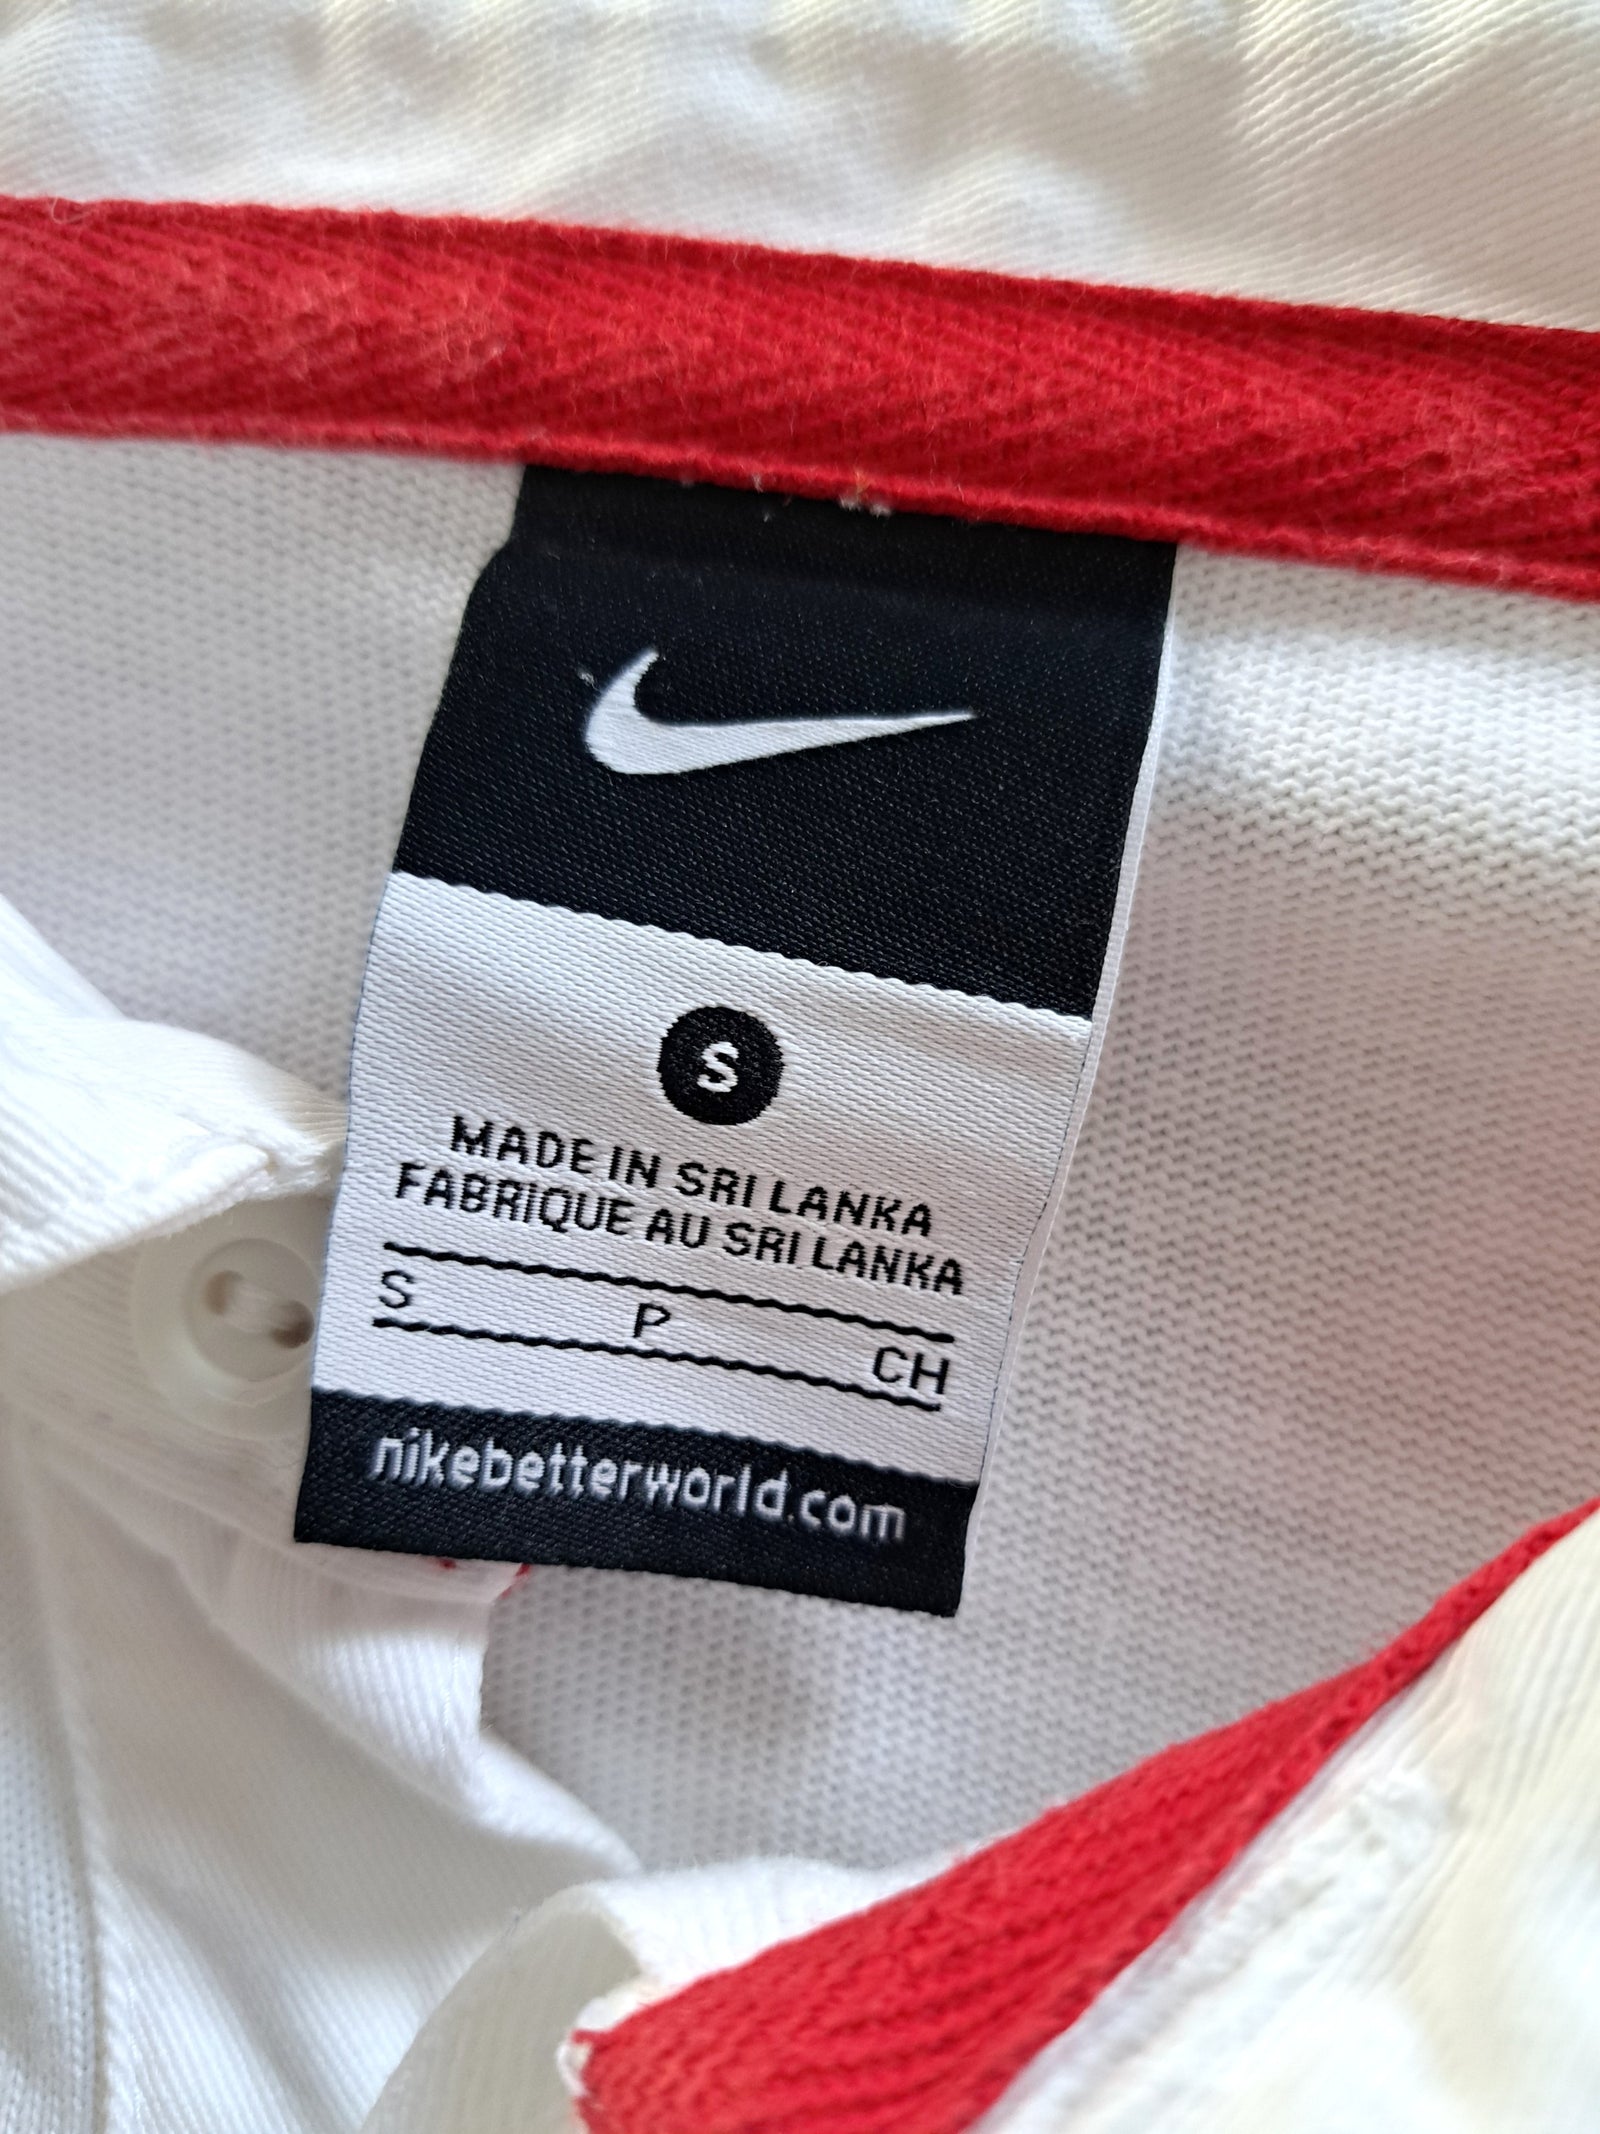 S
MADE IN SRI LANKA
FABRIQUE AU SRI LANKA
S P CH
nikebetterworld.com